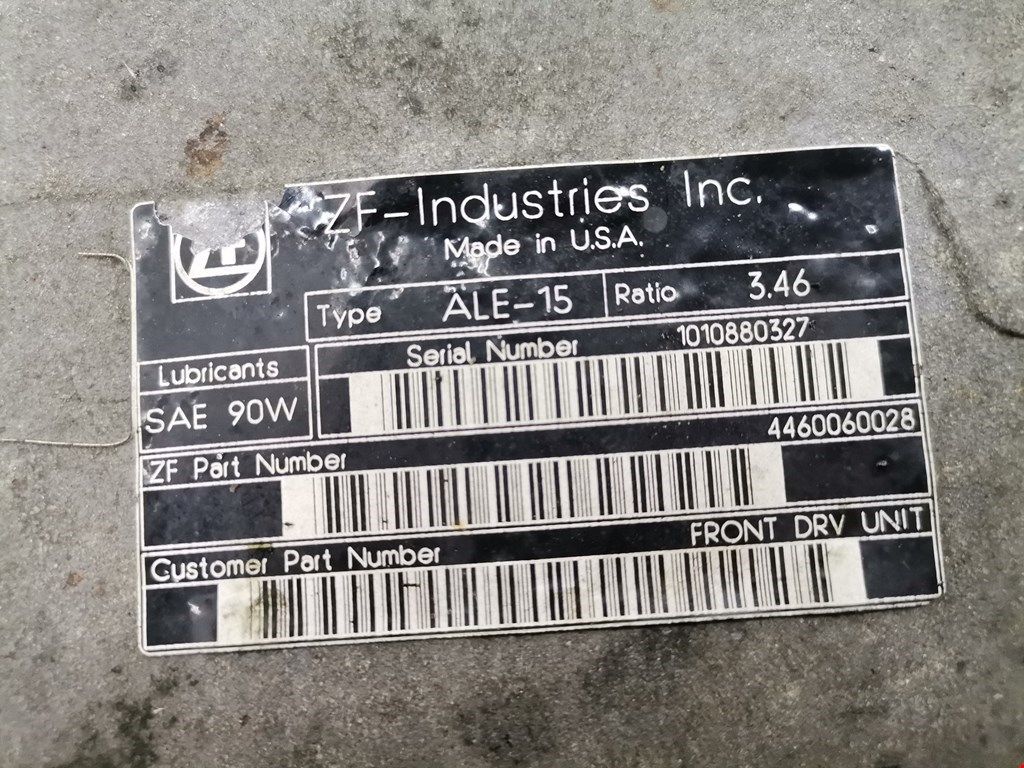 ZF-Industries Inc.
Made in U.S.A.
ZF
Type ALE-15 Ratio 3.46
Serial Number 1010880327
Lubricants
SAE 90W
ZF Part Number 4460060028
Customer Part Number FRONT DRV UNIT